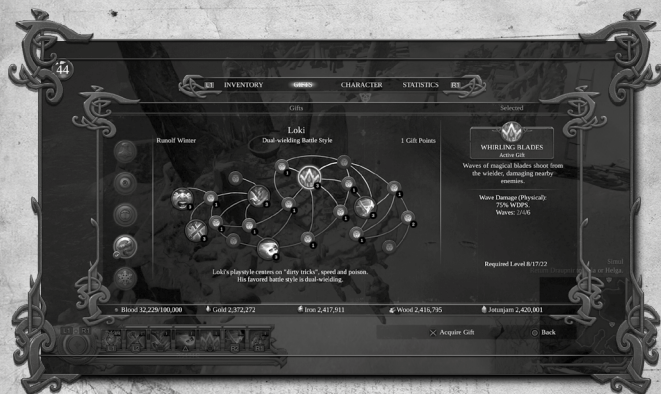 44
L1 INVENTORY GIFTS CHARACTER STATISTICS R1
Gifts
Selected
Loki
Dual-wielding Battle Style
Runolf Winter
1 Gift Points
WHIRLING BLADES
Active Gift
Waves of magical blades shoot from
the wielder, damaging nearby
enemies.
Wave Damage (Physical):
75% WDPS.
Waves: 2/4/6
Required Level 8/17/22
Loki's playstyle centers on "dirty tricks", speed and poison.
His favored battle style is dual-wielding.
Blood 32,229/100,000 Gold 2,372,272 Iron 2,417,911 Wood 2,416,795 Jotunjam 2,420,001
Acquire Gift Back